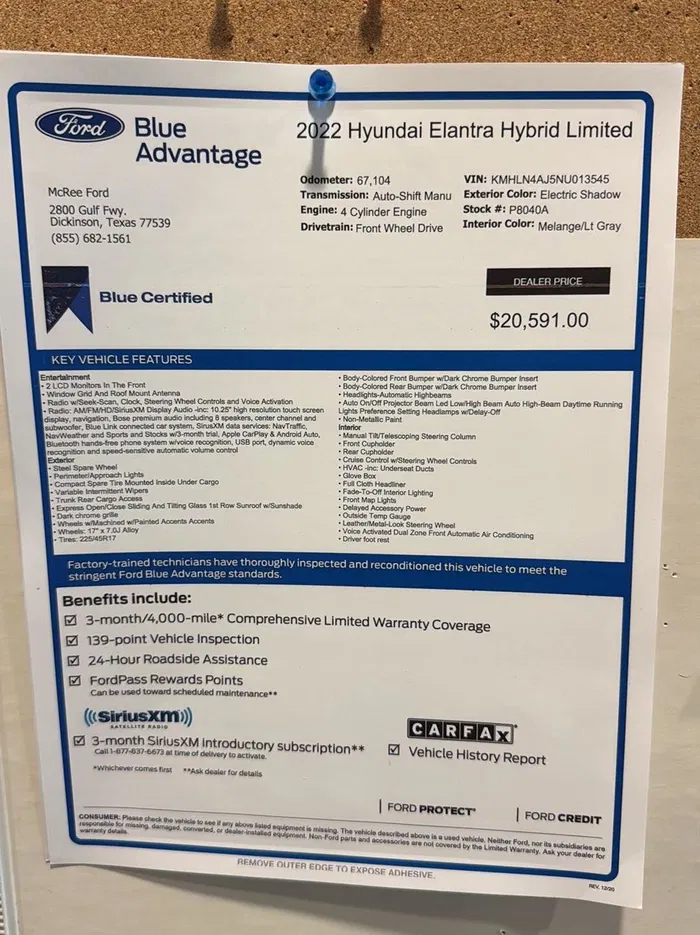 Ford
Blue
Advantage
2022 Hyundai Elantra Hybrid Limited
McRee Ford
2800 Gulf Fwy.
Dickinson, Texas 77539
(855) 682-1561
Odometer: 67,104
Transmission: Auto-Shift Manu
Engine: 4 Cylinder Engine
Drivetrain: Front Wheel Drive
VIN: KMHLN4AJ5NU013545
Exterior Color: Electric Shadow
Stock #: P8040A
Interior Color: Melange/Lt Gray
Blue Certified
DEALER PRICE
$20,591.00
KEY VEHICLE FEATURES
Entertainment
• 2 LCD Monitors In The Front
• Window Grid And Roof Mount Antenna
• Radio w/Seek-Scan, Clock, Steering Wheel Controls and Voice Activation
• Radio: AM/FM/HD/SiriusXM Display Audio -inc: 10.25" high resolution touch screen
display, navigation, Bose premium audio including 8 speakers, center channel and
subwoofer, Blue Link connected car system, SiriusXM data services: NavTraffic,
NavWeather and Sports and Stocks w/3-month trial, Apple CarPlay & Android Auto,
Bluetooth hands-free phone system w/voice recognition, USB port, dynamic voice
recognition and speed-sensitive automatic volume control
Exterior
• Steel Spare Wheel
• Perimeter/Approach Lights
• Compact Spare Tire Mounted Inside Under Cargo
• Variable Intermittent Wipers
• Trunk Rear Cargo Access
• Express Open/Close Sliding And Tilting Glass 1st Row Sunroof w/Sunshade
• Dark chrome grille
• Wheels w/Machined w/Painted Accents Accents
• Wheels: 17" x 7.0J Alloy
• Tires: 225/45R17
• Body-Colored Front Bumper w/Dark Chrome Bumper Insert
• Body-Colored Rear Bumper w/Dark Chrome Bumper Insert
• Headlights-Automatic Highbeams
• Auto On/Off Projector Beam Led Low/High Beam Auto High-Beam Daytime Running
Lights Preference Setting Headlamps w/Delay-Off
• Non-Metallic Paint
Interior
• Manual Tilt/Telescoping Steering Column
• Front Cupholder
• Rear Cupholder
• Cruise Control w/Steering Wheel Controls
• HVAC -inc: Underseat Ducts
• Glove Box
• Full Cloth Headliner
• Fade-To-Off Interior Lighting
• Front Map Lights
• Delayed Accessory Power
• Outside Temp Gauge
• Leather/Metal-Look Steering Wheel
• Voice Activated Dual Zone Front Automatic Air Conditioning
• Driver foot rest
Factory-trained technicians have thoroughly inspected and reconditioned this vehicle to meet the
stringent Ford Blue Advantage standards.
Benefits include:
3-month/4,000-mile* Comprehensive Limited Warranty Coverage
139-point Vehicle Inspection
24-Hour Roadside Assistance
FordPass Rewards Points
Can be used toward scheduled maintenance**
SiriusXM
SATELLITE RADIO
3-month SiriusXM Introductory subscription**
Call 1-877-837-6673 at time of delivery to activate.
*Whichever comes first **Ask dealer for details
CARFAX
Vehicle History Report
FORD PROTECT
FORD CREDIT
CONSUMER: Please check the vehicle to see if any above listed equipment is missing. The vehicle described above is a used vehicle. Neither Ford, nor its subsidiaries are
responsible for missing, damaged, converted, or dealer-installed equipment. Non-Ford parts and accessories are not covered by the Limited Warranty. Ask your dealer for
warranty details.
REMOVE OUTER EDGE TO EXPOSE ADHESIVE.
REV. 12/20